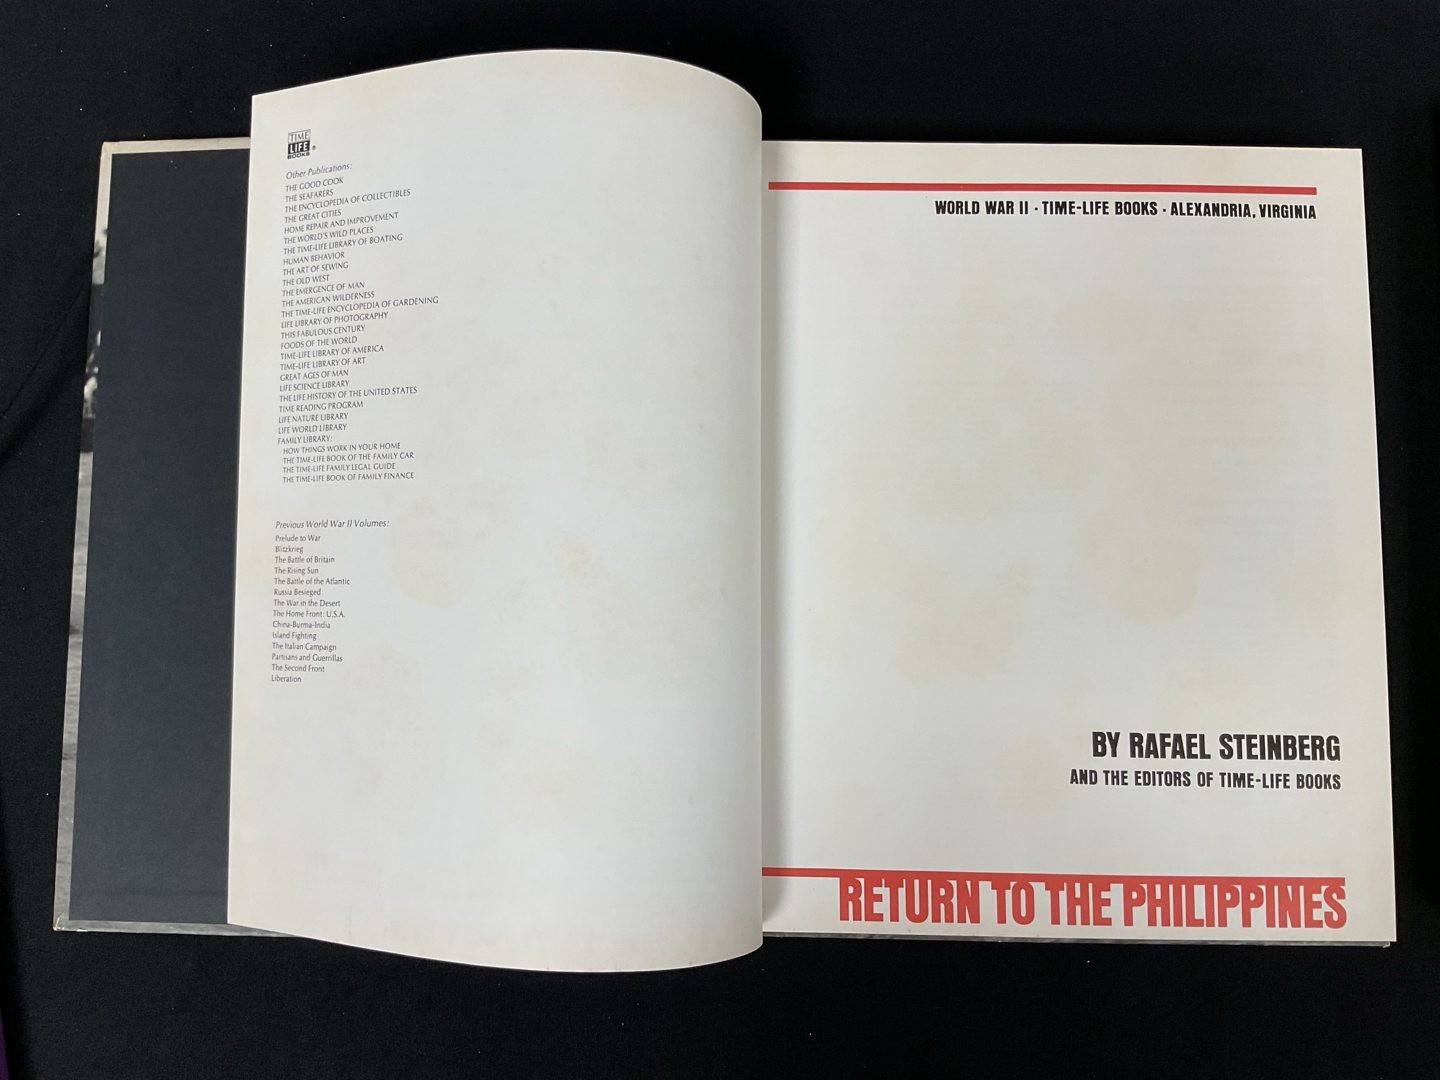 TIME
LIFE
BOOKS ®
Other Publications:
THE GOOD COOK
THE SEAFARERS
THE ENCYCLOPEDIA OF COLLECTIBLES
THE GREAT CITIES
HOME REPAIR AND IMPROVEMENT
THE WORLD'S WILD PLACES
THE TIME-LIFE LIBRARY OF BOATING
HUMAN BEHAVIOR
THE ART OF SEWING
THE OLD WEST
THE EMERGENCE OF MAN
THE AMERICAN WILDERNESS
THE TIME-LIFE ENCYCLOPEDIA OF GARDENING
LIFE LIBRARY OF PHOTOGRAPHY
THIS FABULOUS CENTURY
FOODS OF THE WORLD
TIME-LIFE LIBRARY OF AMERICA
TIME-LIFE LIBRARY OF ART
GREAT AGES OF MAN
LIFE SCIENCE LIBRARY
THE LIFE HISTORY OF THE UNITED STATES
TIME READING PROGRAM
LIFE NATURE LIBRARY
LIFE WORLD LIBRARY
FAMILY LIBRARY:
HOW THINGS WORK IN YOUR HOME
THE TIME-LIFE BOOK OF THE FAMILY CAR
THE TIME-LIFE FAMILY LEGAL GUIDE
THE TIME-LIFE BOOK OF FAMILY FINANCE
Previous World War II Volumes:
Prelude to War
Blitzkrieg
The Battle of Britain
The Rising Sun
The Battle of the Atlantic
Russia Besieged
The War in the Desert
The Home Front: U.S.A.
China-Burma-India
Island Fighting
The Italian Campaign
Partisans and Guerrillas
The Second Front
Liberation
WORLD WAR II · TIME-LIFE BOOKS · ALEXANDRIA, VIRGINIA
BY RAFAEL STEINBERG
AND THE EDITORS OF TIME-LIFE BOOKS
RETURN TO THE PHILIPPINES